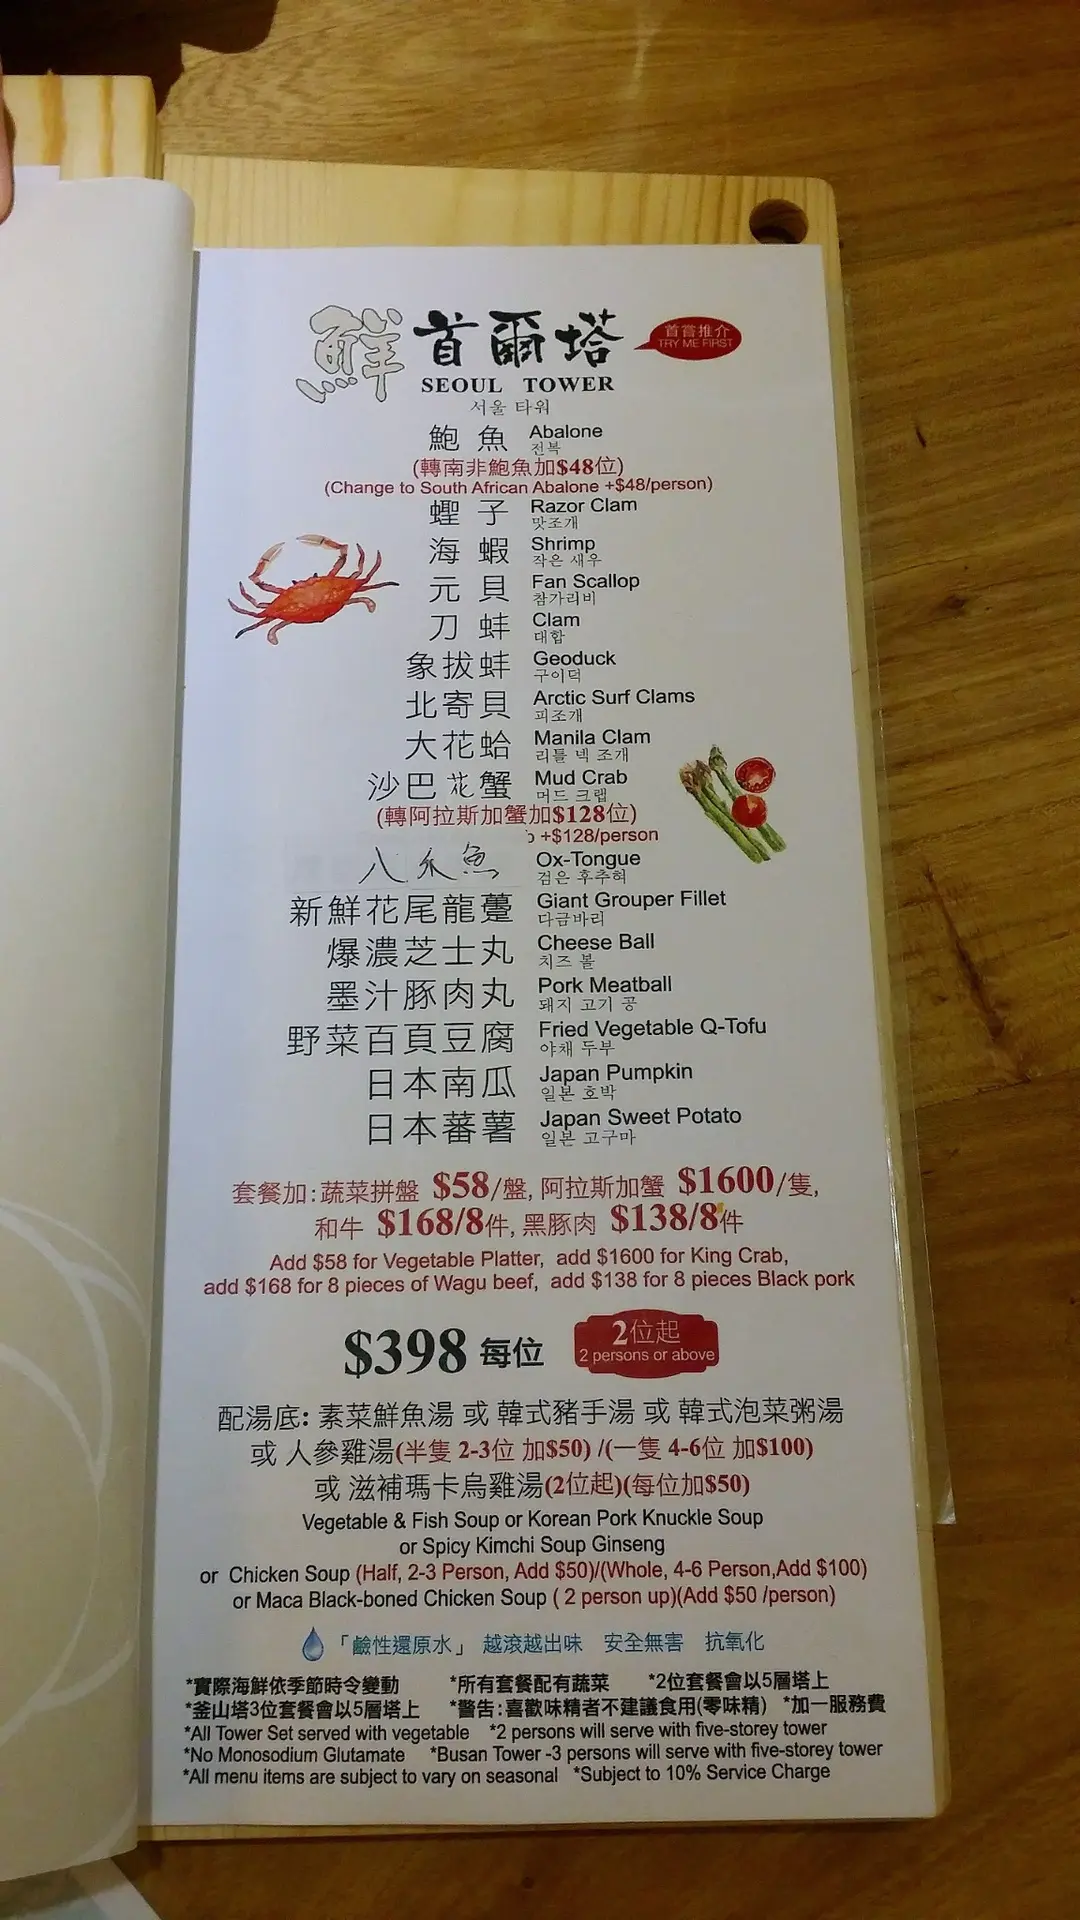 鮮 首爾塔 首嘗推介
TRY ME FIRST
SEOUL TOWER
서울 타워
鮑魚 Abalone
전복
(轉南非鮑魚加$48位)
(Change to South African Abalone +$48/person)
蟶子 Razor Clam
맛조개
海蝦 Shrimp
작은 새우
元貝 Fan Scallop
참가리비
刀蚌 Clam
대합
象拔蚌 Geoduck
구이덕
北寄貝 Arctic Surf Clams
피조개
大花蛤 Manila Clam
리틀 넥 조개
沙巴花蟹 Mud Crab
머드 크랩
(轉阿拉斯加蟹加$128位)
+$128/person
八爪魚 Ox-Tongue
검은 후추혀
新鮮花尾龍躉 Giant Grouper Fillet
다금바리
爆濃芝士丸 Cheese Ball
치즈 볼
墨汁豚肉丸 Pork Meatball
돼지 고기 공
野菜百頁豆腐 Fried Vegetable Q-Tofu
야채 두부
日本南瓜 Japan Pumpkin
일본 호박
日本蕃薯 Japan Sweet Potato
일본 고구마
套餐加:蔬菜拼盤 $58/盤, 阿拉斯加蟹 $1600/隻,
和牛 $168/8件, 黑豚肉 $138/8件
Add $58 for Vegetable Platter, add $1600 for King Crab,
add $168 for 8 pieces of Wagu beef, add $138 for 8 pieces Black pork
$398 每位 2位起
2 persons or above
配湯底: 素菜鮮魚湯 或 韓式豬手湯 或 韓式泡菜粥湯
或 人參雞湯(半隻 2-3位 加$50) /(一隻 4-6位 加$100)
或 滋補瑪卡烏雞湯(2位起)(每位加$50)
Vegetable & Fish Soup or Korean Pork Knuckle Soup
or Spicy Kimchi Soup Ginseng
or Chicken Soup (Half, 2-3 Person, Add $50)/(Whole, 4-6 Person,Add $100)
or Maca Black-boned Chicken Soup ( 2 person up)(Add $50 /person)
「鹼性還原水」 越滾越出味 安全無害 抗氧化
*實際海鮮依季節時令變動 *所有套餐配有蔬菜 *2位套餐會以5層塔上
*釜山塔3位套餐會以5層塔上 *警告:喜歡味精者不建議食用(零味精) *加一服務費
*All Tower Set served with vegetable *2 persons will serve with five-storey tower
*No Monosodium Glutamate *Busan Tower -3 persons will serve with five-storey tower
*All menu items are subject to vary on seasonal *Subject to 10% Service Charge